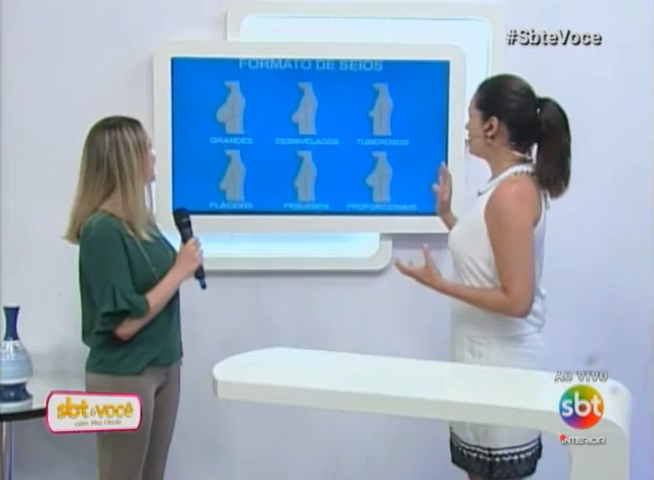 #SbteVoce
FORMATO DE SEIOS
GRANDES DESNIVELADOS TUBEROSOS
FLÁCIDOS PEQUENOS PROPORCIONAIS
sbt e você
AO VIVO
sbt
INTERIOR